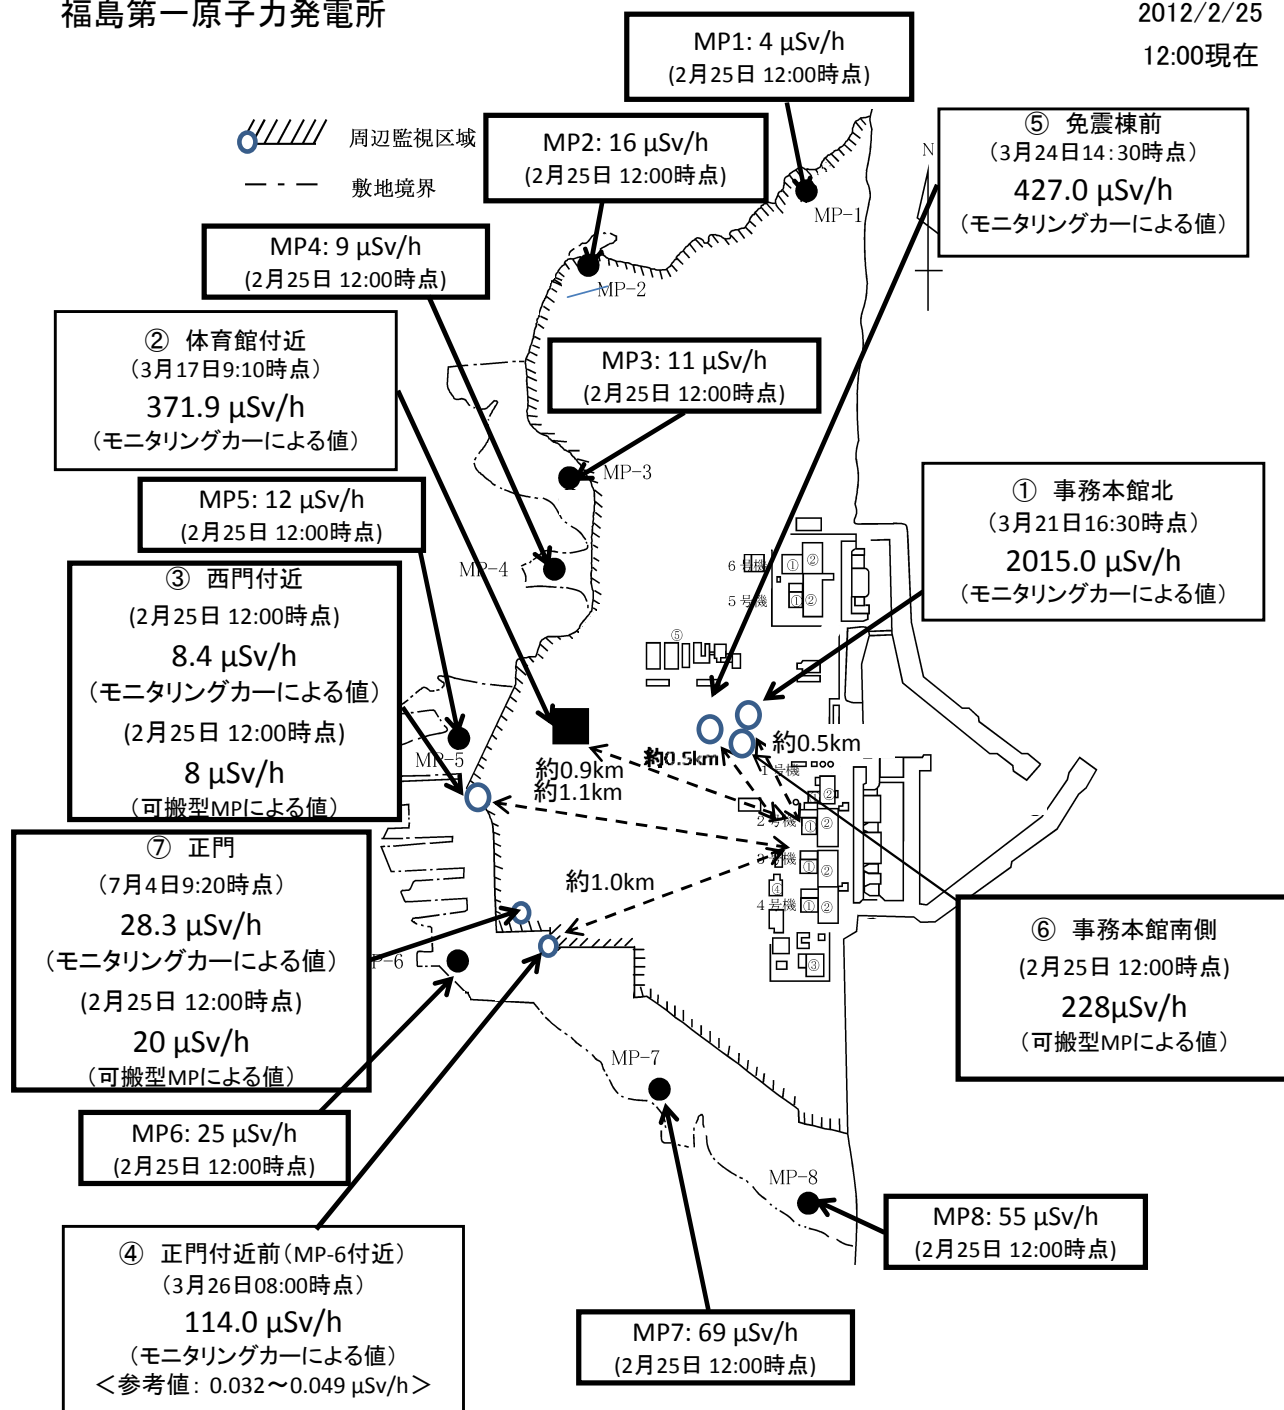 福島第一原子力発電所
2012/2/25
12:00現在
周辺監視区域
敷地境界
N
MP1: 4 μSv/h
(2月25日 12:00時点)
MP2: 16 μSv/h
(2月25日 12:00時点)
⑤ 免震棟前
(3月24日14:30時点)
427.0 μSv/h
(モニタリングカーによる値)
MP-1
MP4: 9 μSv/h
(2月25日 12:00時点)
MP-2
② 体育館付近
(3月17日9:10時点)
371.9 μSv/h
(モニタリングカーによる値)
MP3: 11 μSv/h
(2月25日 12:00時点)
MP-3
MP5: 12 μSv/h
(2月25日 12:00時点)
① 事務本館北
(3月21日16:30時点)
2015.0 μSv/h
(モニタリングカーによる値)
MP-4
6号機
① ②
5号機
① ②
⑤
③ 西門付近
(2月25日 12:00時点)
8.4 μSv/h
(モニタリングカーによる値)
(2月25日 12:00時点)
8 μSv/h
(可搬型MPによる値)
MP-5
約0.9km
約1.1km
約0.5km
約0.5km
1号機
① ②
2号機
① ②
3号機
① ②
④
4号機
① ②
③
約1.0km
⑦ 正門
(7月4日9:20時点)
28.3 μSv/h
(モニタリングカーによる値)
(2月25日 12:00時点)
20 μSv/h
(可搬型MPによる値)
P-6
⑥ 事務本館南側
(2月25日 12:00時点)
228μSv/h
(可搬型MPによる値)
MP-7
MP6: 25 μSv/h
(2月25日 12:00時点)
MP-8
MP8: 55 μSv/h
(2月25日 12:00時点)
④ 正門付近前(MP-6付近)
(3月26日08:00時点)
114.0 μSv/h
(モニタリングカーによる値)
<参考値: 0.032~0.049 μSv/h>
MP7: 69 μSv/h
(2月25日 12:00時点)